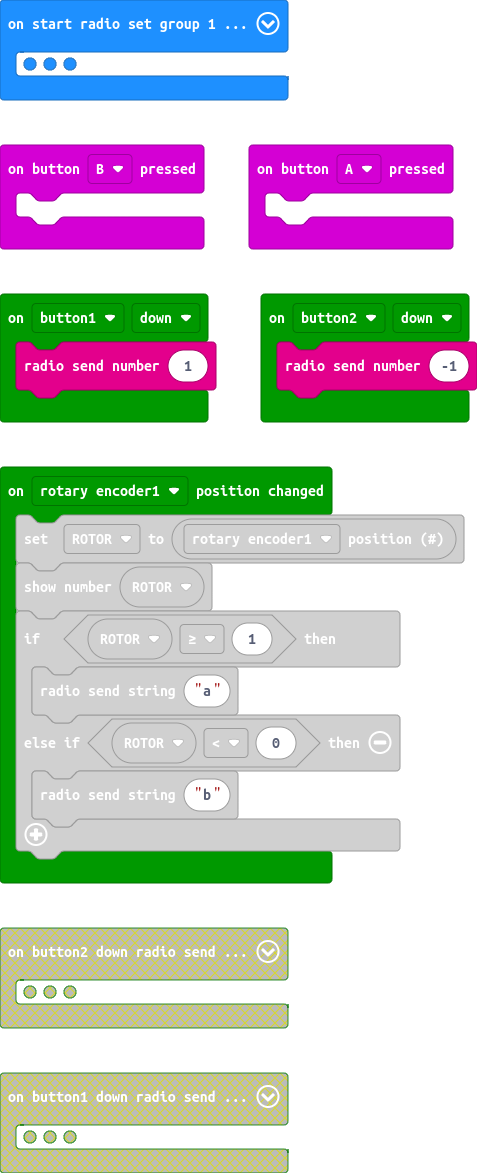 on start radio set group 1 ...
on button B pressed
on button A pressed
on button1 down
radio send number 1
on button2 down
radio send number -1
on rotary encoder1 position changed
set ROTOR to rotary encoder1 position (#)
show number ROTOR
if ROTOR ≥ 1 then
radio send string "a"
else if ROTOR < 0 then
radio send string "b"
on button2 down radio send ...
on button1 down radio send ...